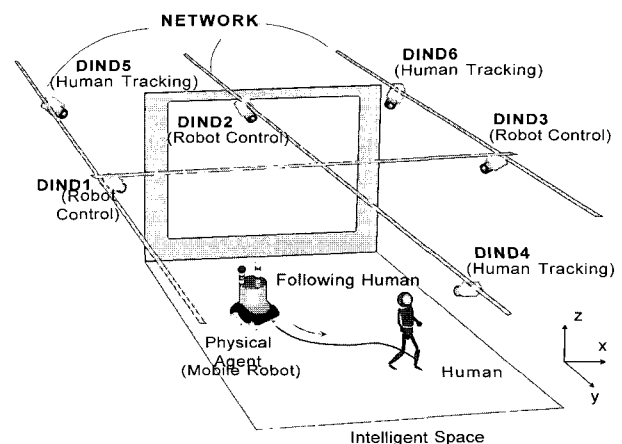 NETWORK
DIND5
(Human Tracking)
DIND6
(Human Tracking)
DIND2
(Robot Control)
DIND3
(Robot Control)
DIND1
(Robot
Control)
DIND4
(Human Tracking)
Following Human
Physical
Agent
(Mobile Robot)
Human
z
x
y
Intelligent Space